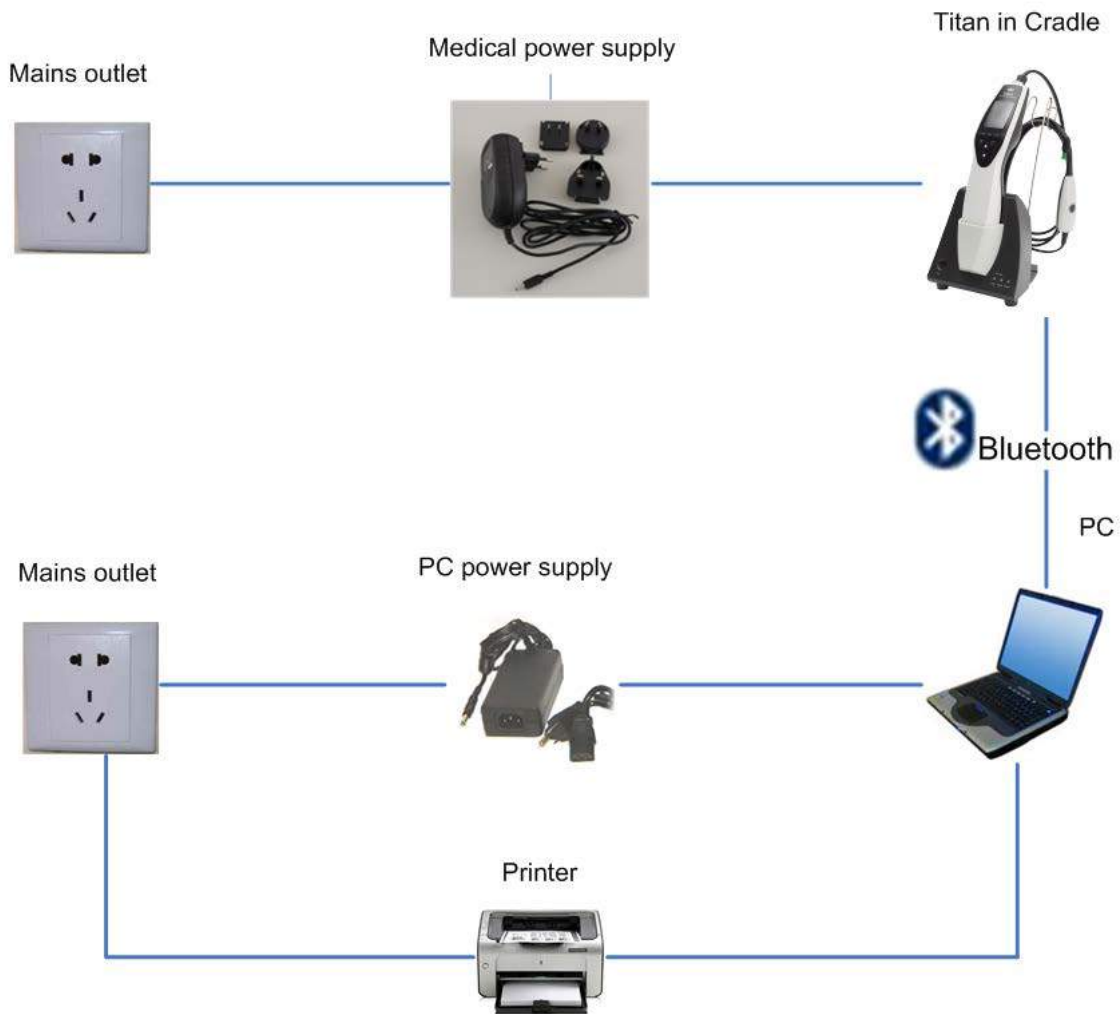 Titan in Cradle
Medical power supply
Mains outlet
Bluetooth
PC
PC power supply
Mains outlet
Printer